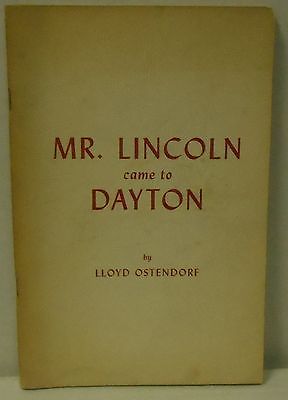 MR. LINCOLN
came to
DAYTON
by
LLOYD OSTENDORF